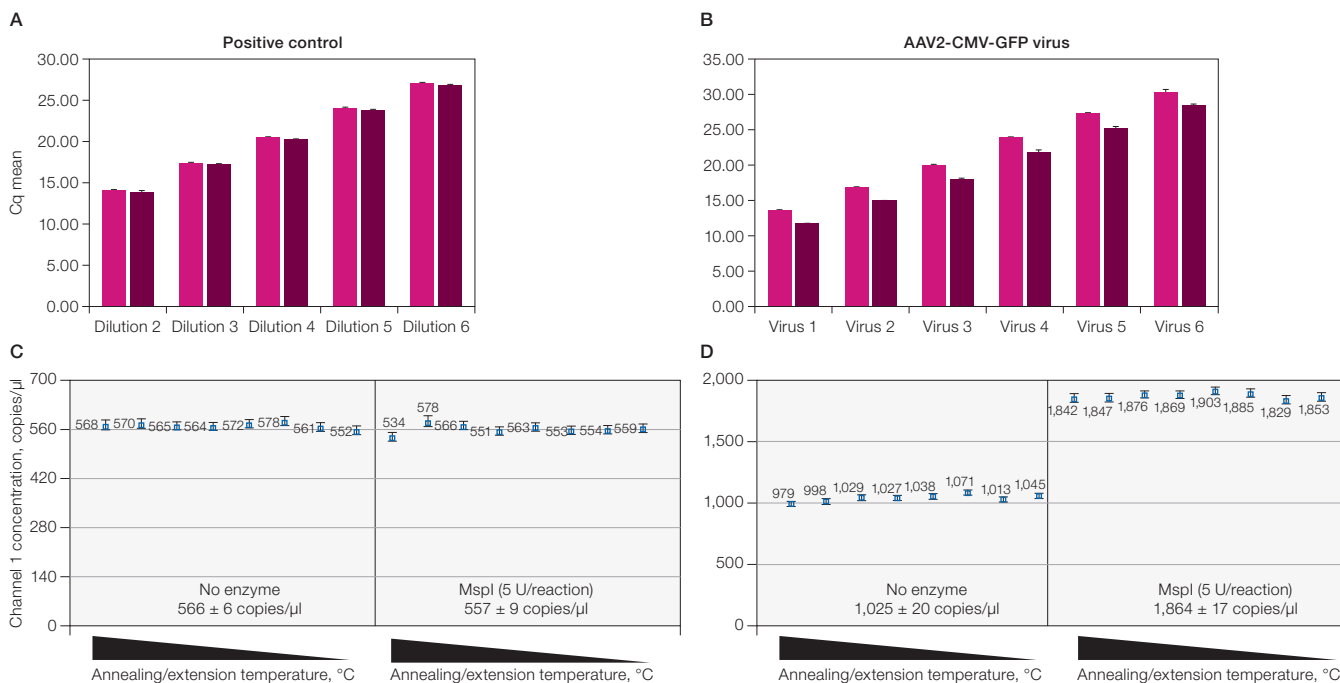 A
Positive control
Cq mean
30.00
25.00
20.00
15.00
10.00
5.00
0.00
Dilution 2 Dilution 3 Dilution 4 Dilution 5 Dilution 6
B
AAV2-CMV-GFP virus
35.00
30.00
25.00
20.00
15.00
10.00
5.00
0.00
Virus 1 Virus 2 Virus 3 Virus 4 Virus 5 Virus 6
C
Channel 1 concentration, copies/µl
700
560
420
280
140
0
568 570 565 564 572 578 561 552
534 578 566 551 563 553 554 559
No enzyme
566 ± 6 copies/µl
MspI (5 U/reaction)
557 ± 9 copies/µl
Annealing/extension temperature, °C
Annealing/extension temperature, °C
D
2,000
1,500
1,000
500
0
979 998 1,029 1,027 1,038 1,071 1,013 1,045
1,842 1,847 1,876 1,869 1,903 1,885 1,829 1,853
No enzyme
1,025 ± 20 copies/µl
MspI (5 U/reaction)
1,864 ± 17 copies/µl
Annealing/extension temperature, °C
Annealing/extension temperature, °C